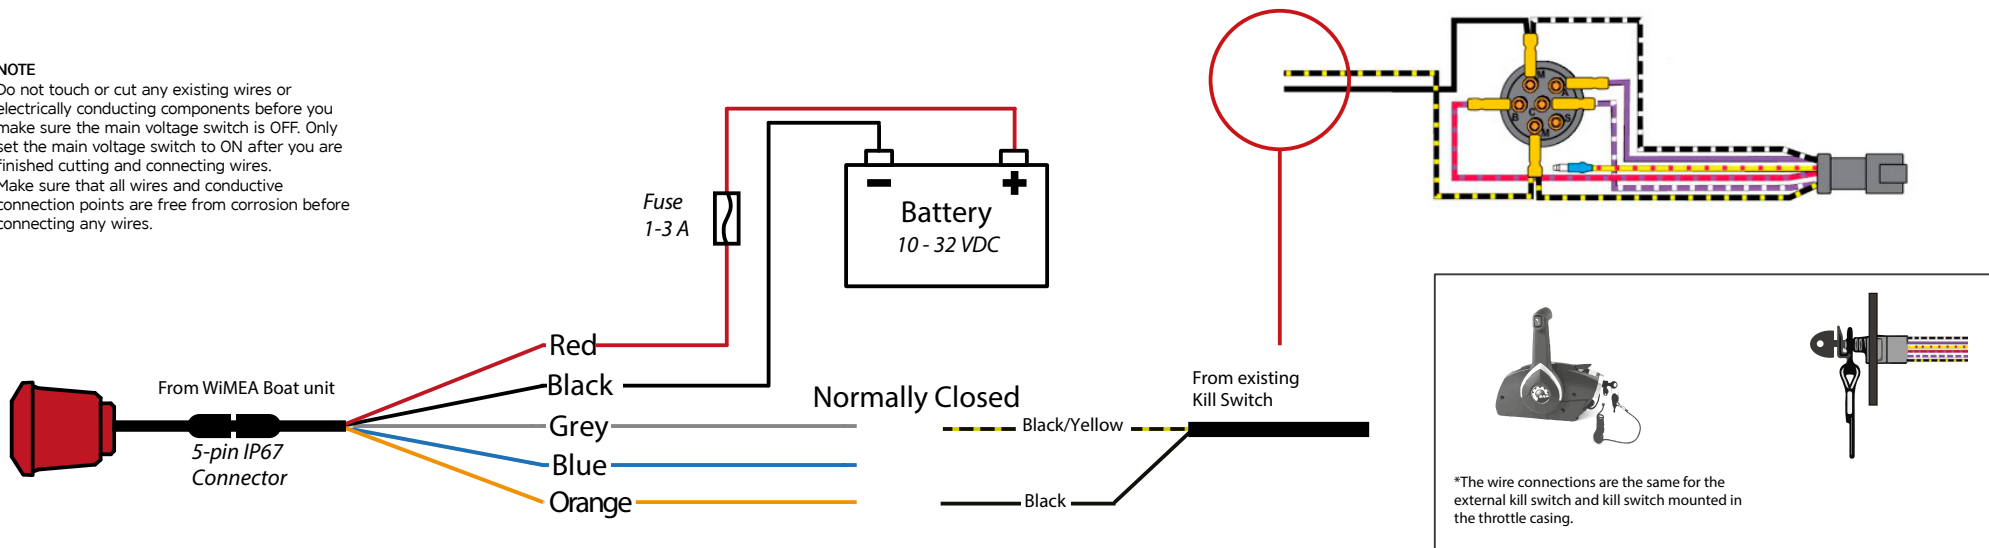 NOTE
Do not touch or cut any existing wires or
electrically conducting components before you
make sure the main voltage switch is OFF. Only
set the main voltage switch to ON after you are
finished cutting and connecting wires.
Make sure that all wires and conductive
connection points are free from corrosion before
connecting any wires.
Fuse
1-3 A
Battery
10 - 32 VDC
M
A
B
C
S
M
From WiMEA Boat unit
5-pin IP67
Connector
Red
Black
Grey
Blue
Orange
Normally Closed
Black/Yellow
Black
From existing
Kill Switch
*The wire connections are the same for the
external kill switch and kill switch mounted in
the throttle casing.